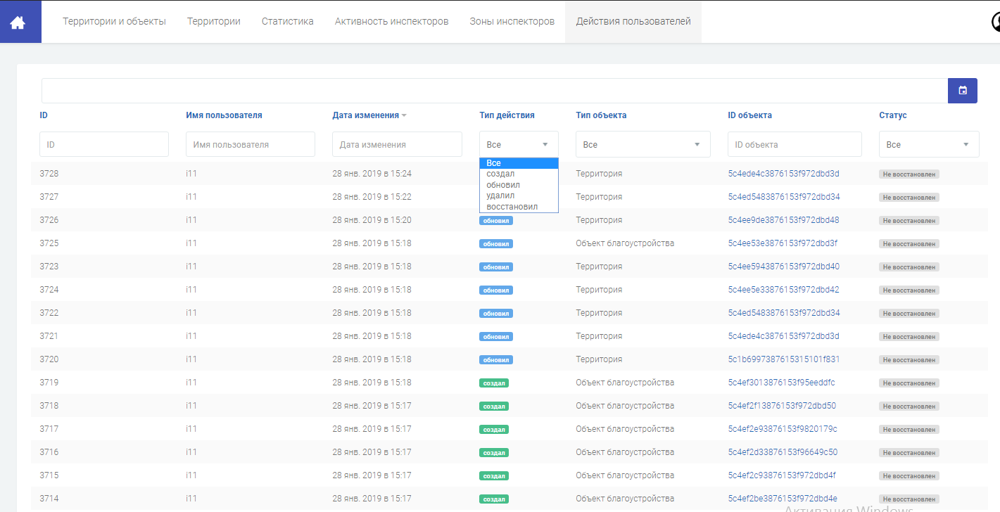 Территории и объекты Территории Статистика Активность инспекторов Зоны инспекторов Действия пользователей
ID Имя пользователя Дата изменения Тип действия Тип объекта ID объекта Статус
ID Имя пользователя Дата изменения Все Все ID объекта Все
Все
создал
обновил
удалил
восстановил
3728 i11 28 янв. 2019 в 15:24 Территория 5c4ede4c3876153f972dbd3d Не восстановлен
3727 i11 28 янв. 2019 в 15:22 Территория 5c4ed5483876153f972dbd34 Не восстановлен
3726 i11 28 янв. 2019 в 15:20 обновил Территория 5c4ee9de3876153f972dbd48 Не восстановлен
3725 i11 28 янв. 2019 в 15:18 обновил Объект благоустройства 5c4ee53e3876153f972dbd3f Не восстановлен
3723 i11 28 янв. 2019 в 15:18 обновил Территория 5c4ee5943876153f972dbd40 Не восстановлен
3724 i11 28 янв. 2019 в 15:18 обновил Территория 5c4ee5e33876153f972dbd42 Не восстановлен
3722 i11 28 янв. 2019 в 15:18 обновил Территория 5c4ed5483876153f972dbd34 Не восстановлен
3721 i11 28 янв. 2019 в 15:18 обновил Территория 5c4ede4c3876153f972dbd3d Не восстановлен
3720 i11 28 янв. 2019 в 15:18 обновил Территория 5c1b6997387615315101f831 Не восстановлен
3719 i11 28 янв. 2019 в 15:18 создал Объект благоустройства 5c4ef3013876153f95eeddfc Не восстановлен
3718 i11 28 янв. 2019 в 15:17 создал Объект благоустройства 5c4ef2f13876153f972dbd50 Не восстановлен
3717 i11 28 янв. 2019 в 15:17 создал Объект благоустройства 5c4ef2e93876153f9820179c Не восстановлен
3716 i11 28 янв. 2019 в 15:17 создал Объект благоустройства 5c4ef2d33876153f96649c50 Не восстановлен
3715 i11 28 янв. 2019 в 15:17 создал Объект благоустройства 5c4ef2c93876153f972dbd4f Не восстановлен
3714 i11 28 янв. 2019 в 15:17 создал Объект благоустройства 5c4ef2be3876153f972dbd4e Не восстановлен
Активация Windows